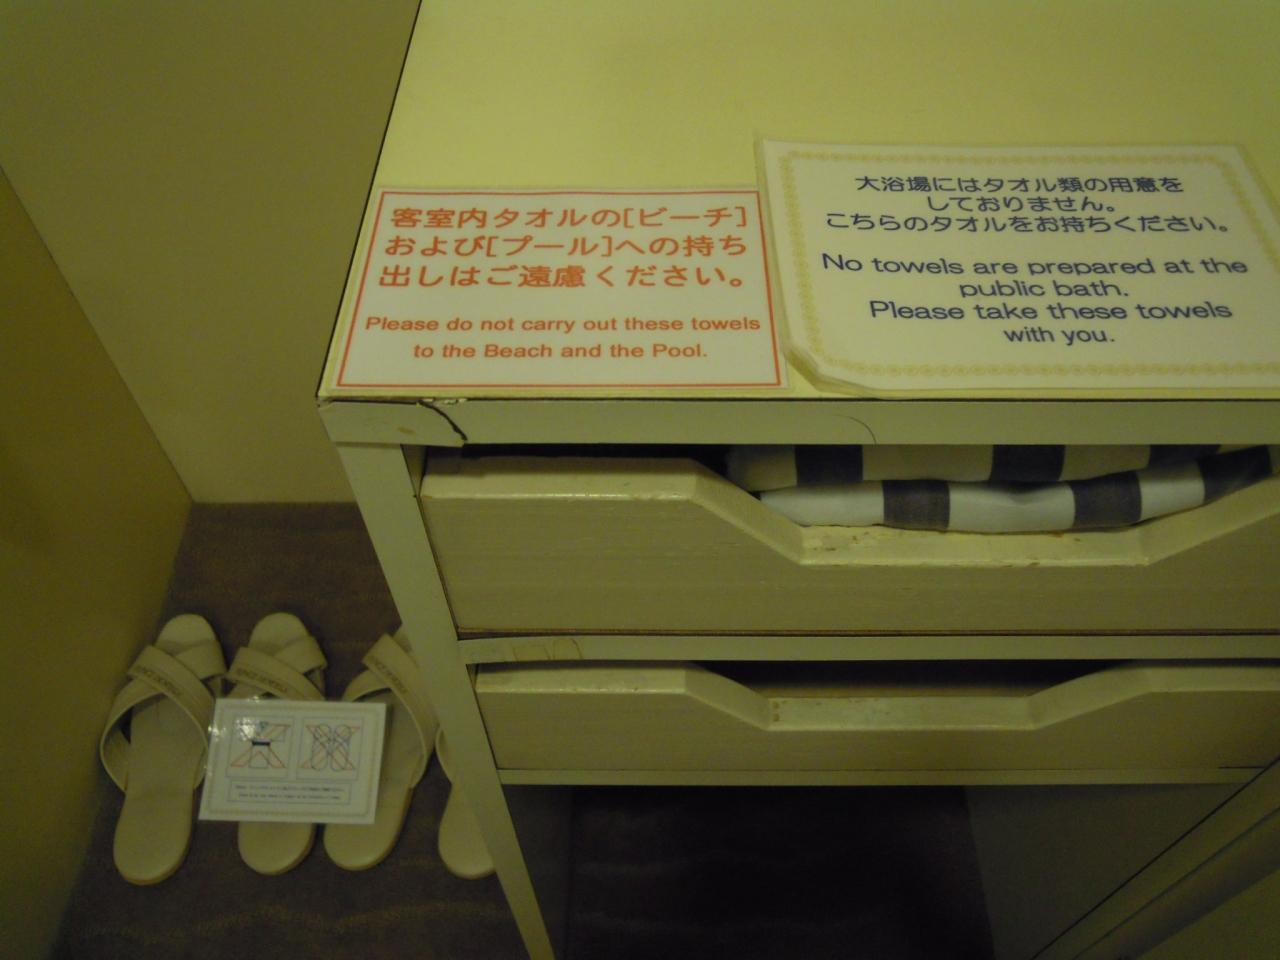 客室内タオルの[ビーチ]
および[プール]への持ち
出しはご遠慮ください。
Please do not carry out these towels
to the Beach and the Pool.
大浴場にはタオル類の用意を
しておりません。
こちらのタオルをお持ちください。
No towels are prepared at the
public bath.
Please take these towels
with you.